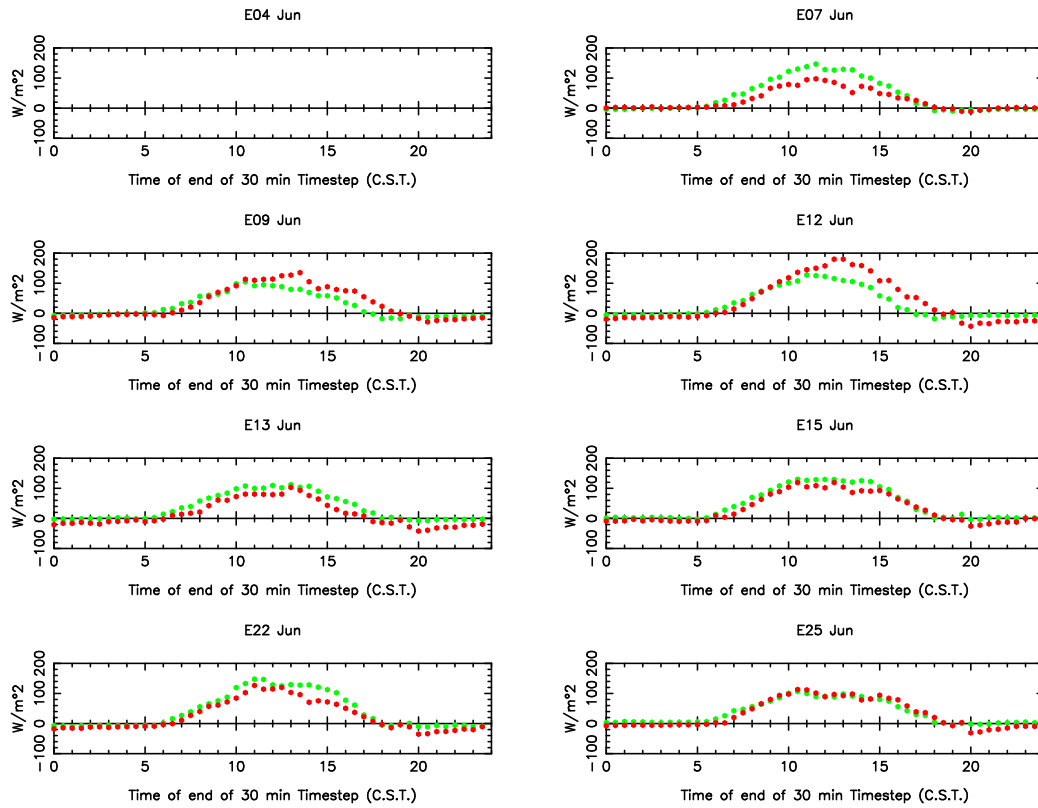 E04 Jun
E07 Jun
W/m^2
-100 0 100 200
0 5 10 15 20
Time of end of 30 min Timestep (C.S.T.)
W/m^2
-100 0 100 200
0 5 10 15 20
Time of end of 30 min Timestep (C.S.T.)
E09 Jun
E12 Jun
W/m^2
-100 0 100 200
0 5 10 15 20
Time of end of 30 min Timestep (C.S.T.)
W/m^2
-100 0 100 200
0 5 10 15 20
Time of end of 30 min Timestep (C.S.T.)
E13 Jun
E15 Jun
W/m^2
-100 0 100 200
0 5 10 15 20
Time of end of 30 min Timestep (C.S.T.)
W/m^2
-100 0 100 200
0 5 10 15 20
Time of end of 30 min Timestep (C.S.T.)
E22 Jun
E25 Jun
W/m^2
-100 0 100 200
0 5 10 15 20
Time of end of 30 min Timestep (C.S.T.)
W/m^2
-100 0 100 200
0 5 10 15 20
Time of end of 30 min Timestep (C.S.T.)